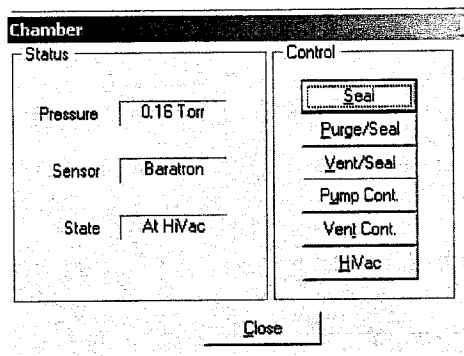 Chamber
Status
Pressure 0.16 Torr
Sensor Baratron
State At HiVac
Control
Seal
Purge/Seal
Vent/Seal
Pump Cont.
Vent Cont.
HiVac
Close